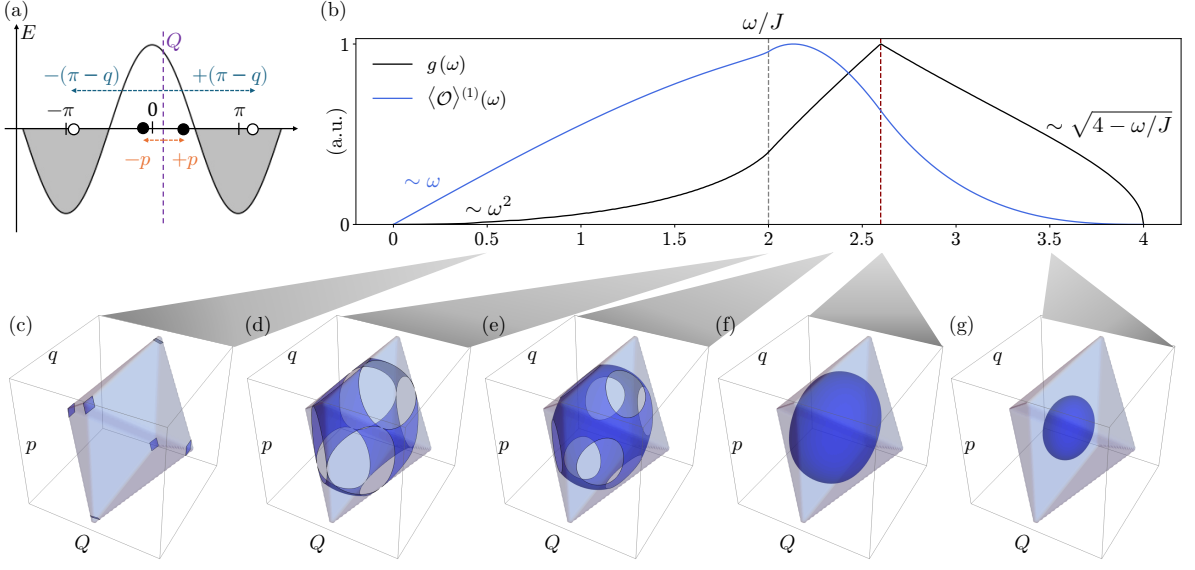 (a)
E
Q
−(π − q)
+(π − q)
−π
0
π
−p
+p
(b)
ω/J
1
(a.u.)
0
g(ω)
⟨𝒪⟩⁽¹⁾(ω)
∼ ω
∼ ω²
∼ √(4 − ω/J)
0
0.5
1
1.5
2
2.5
3
3.5
4
(c)
q
p
Q
(d)
q
p
Q
(e)
q
p
Q
(f)
q
p
Q
(g)
q
p
Q